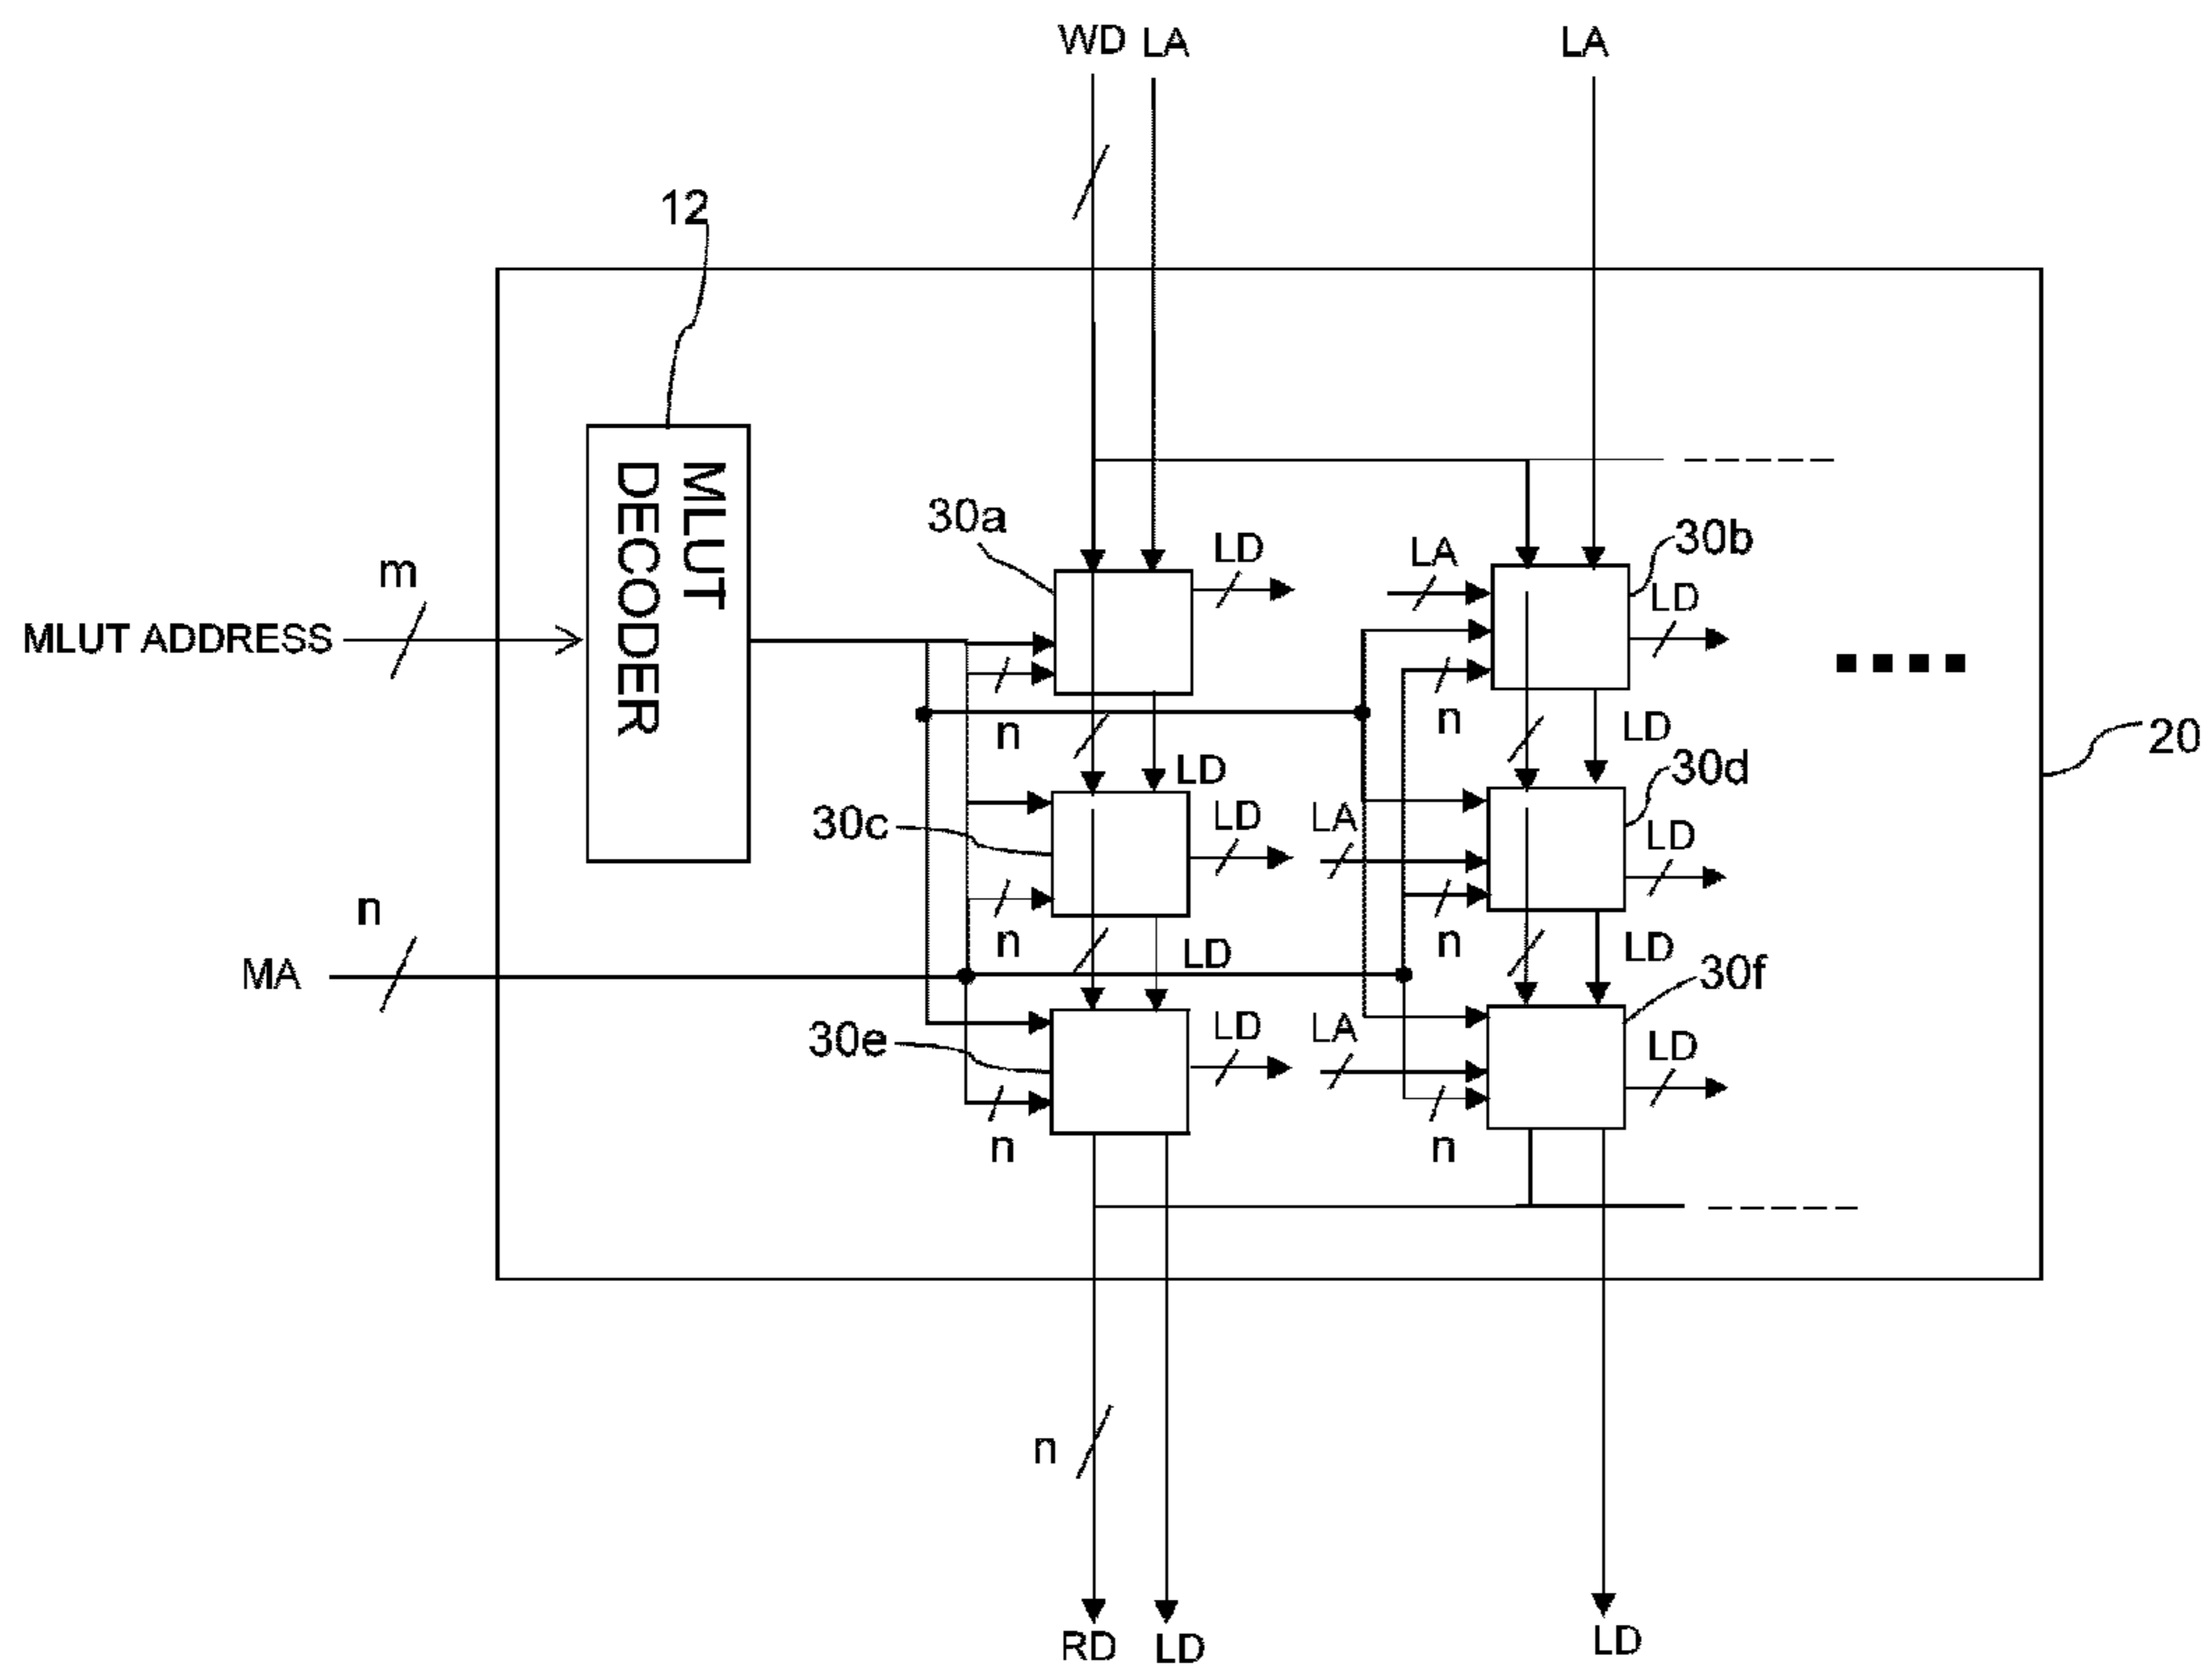 WD LA LA
12
30a LD LA 30b
LD
m
MLUT ADDRESS
MLUT
DECODER
n n LD
20
LD 30d
30c LD LA LD
n
n n LD
MA LD 30f
30e LD LA LD
n n
n
RD LD LD